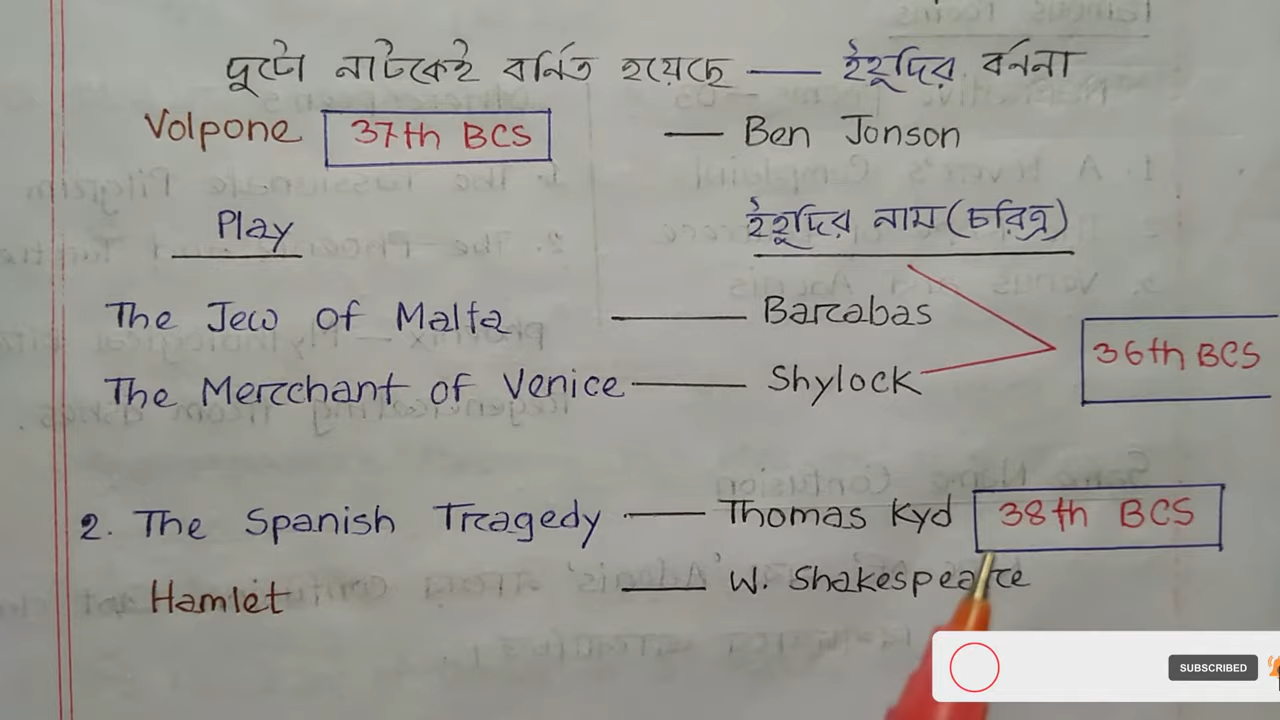 দুটো নাটকেই বর্নিত হয়েছে — ইহুদির বর্ননা
Volpone 37th BCS — Ben Jonson
Play ইহুদির নাম (চরিত্র)
The Jew of Malta — Barabas
The Merchant of Venice — Shylock
36th BCS
2. The Spanish Tragedy — Thomas Kyd 38th BCS
Hamlet — W. Shakespeare
SUBSCRIBED